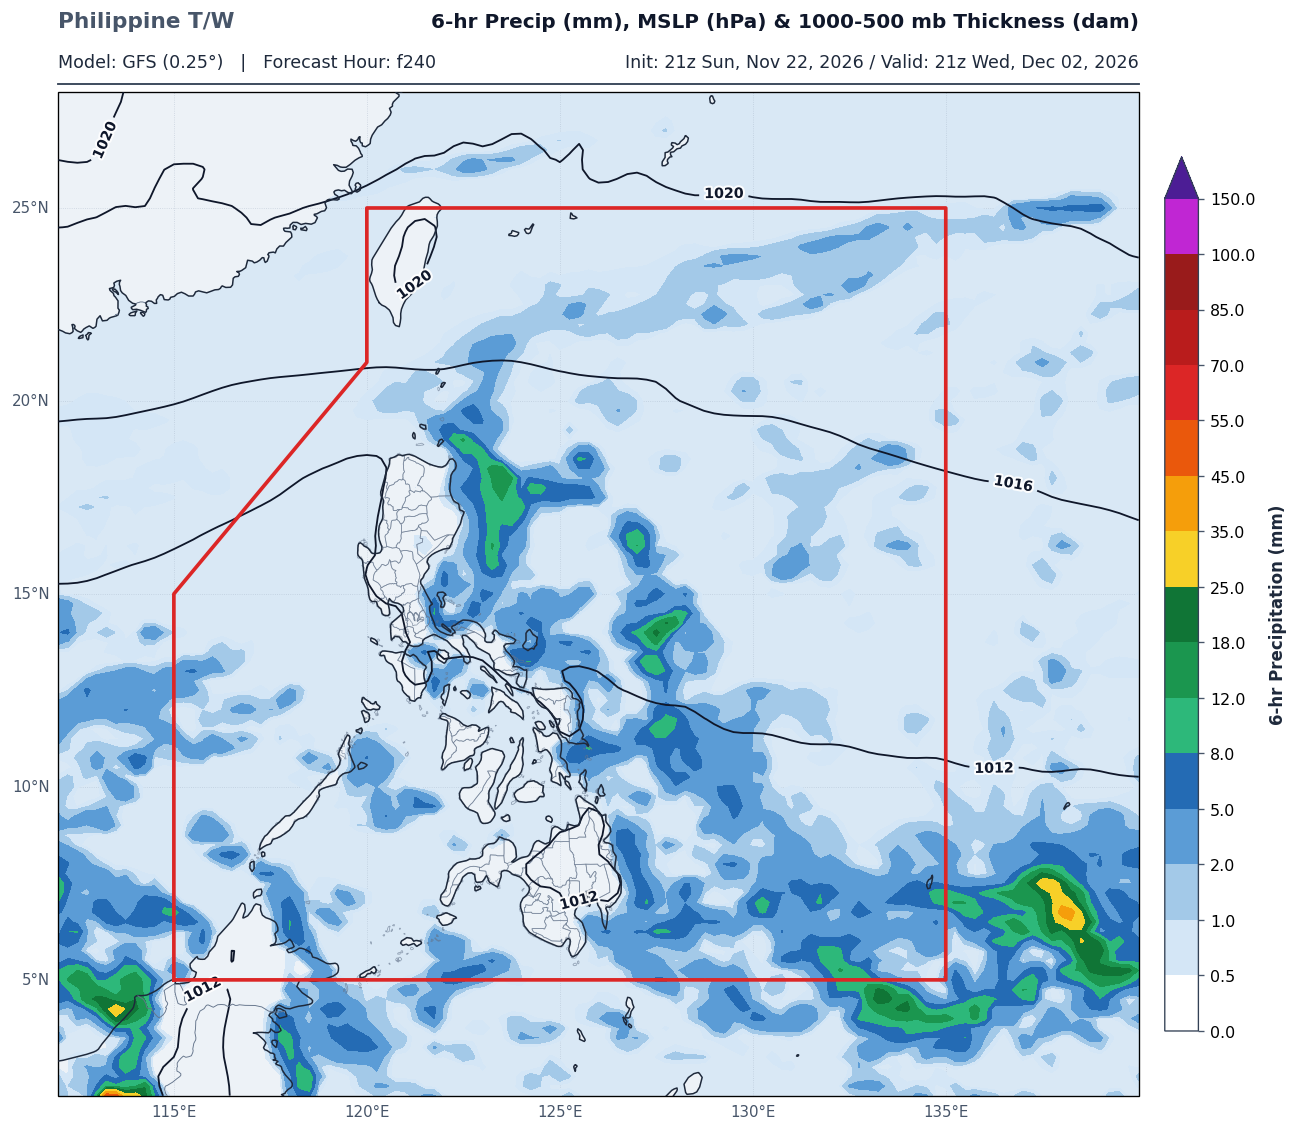 Philippine T/W
6-hr Precip (mm), MSLP (hPa) & 1000-500 mb Thickness (dam)
Model: GFS (0.25°) | Forecast Hour: f240
Init: 21z Sun, Nov 22, 2026 / Valid: 21z Wed, Dec 02, 2026
1020
1020
1020
1016
1012
1012
1012
25°N
20°N
15°N
10°N
5°N
115°E
120°E
125°E
130°E
135°E
150.0
100.0
85.0
70.0
55.0
45.0
35.0
25.0
18.0
12.0
8.0
5.0
2.0
1.0
0.5
0.0
6-hr Precipitation (mm)